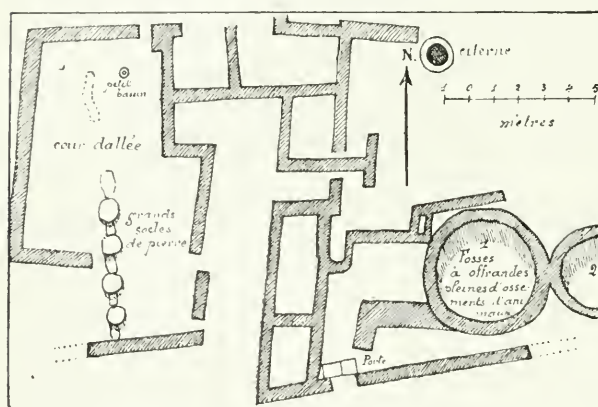 N.
citerne
1 0 1 2 3 4 5
mètres
petit
bassin
cour dallée
grands
socles
de pierre
1
Fosses
à offrandes
pleines d'osse-
ments d'ani
maux
2
Porte